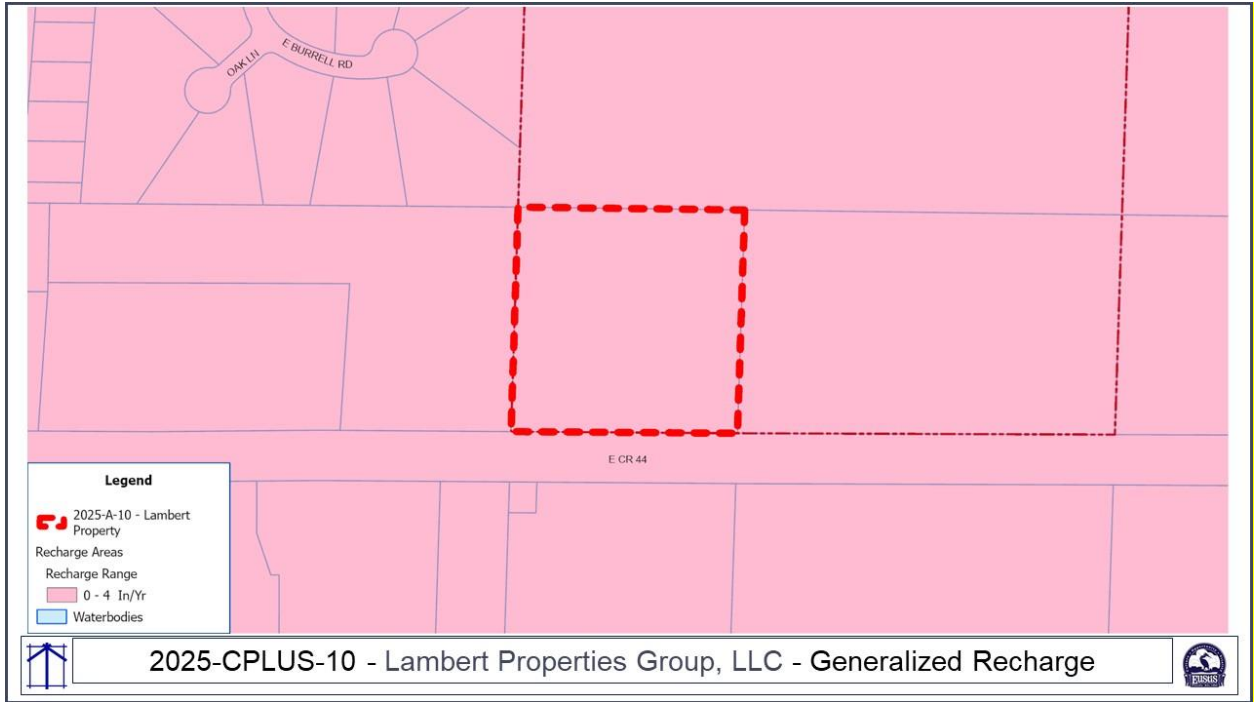 OAK LN
E BURRELL RD
E CR 44
Legend
2025-A-10 - Lambert
Property
Recharge Areas
Recharge Range
0 - 4 In/Yr
Waterbodies
2025-CPLUS-10 - Lambert Properties Group, LLC - Generalized Recharge